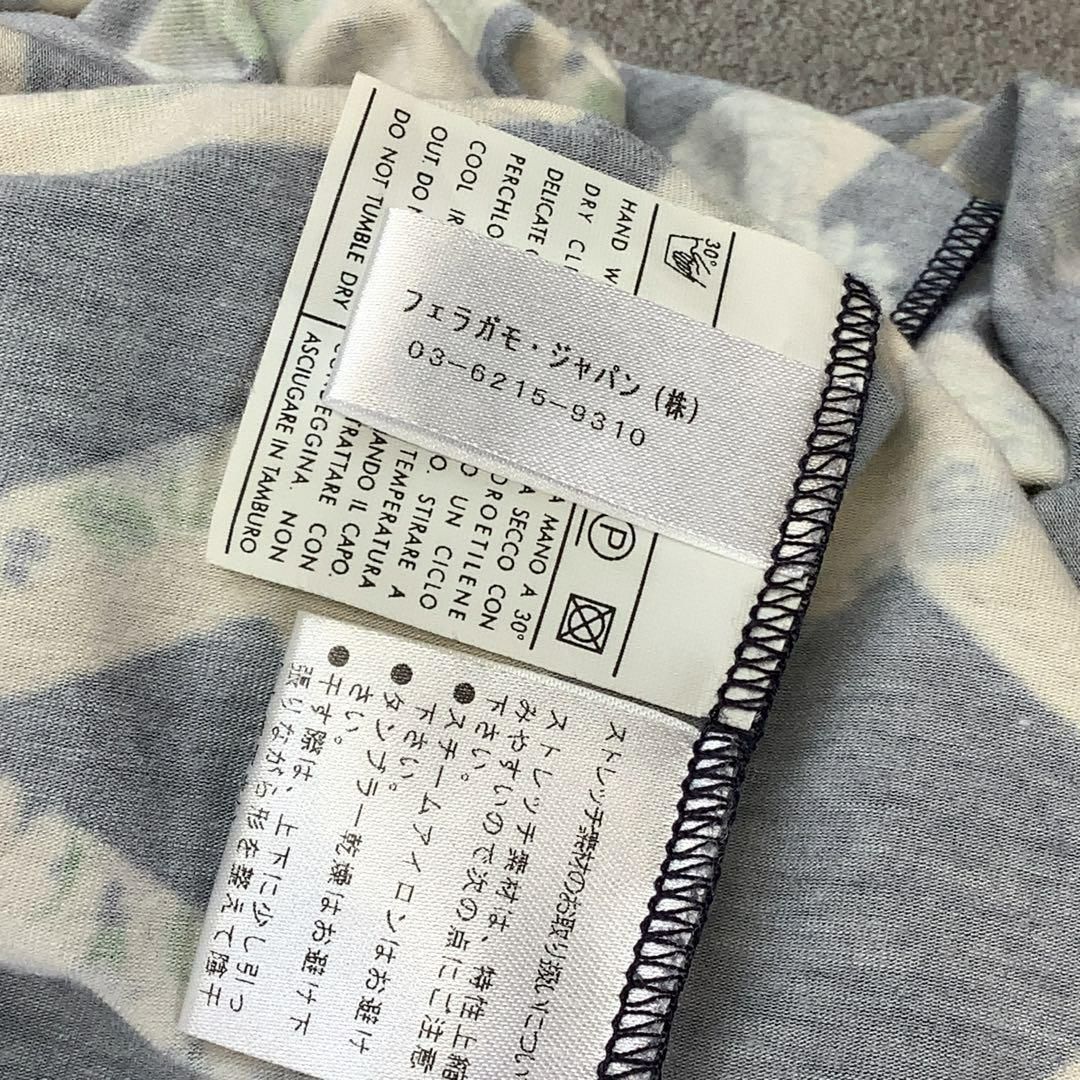 30°
HAND W
DRY CL
DELICATE
PERCHLO
COOL IR
OUT. DO
DO NOT TUMBLE DRY
フェラガモ・ジャパン（株）
03-6215-9310
P
A MANO A 30°
A SECCO CON
OROETILENE
O UN CICLO
O STIRARE A
TEMPERATURA
ANDO IL CAPO.
TRATTARE CON
EGGINA. NON
ASCIUGARE IN TAMBURO
ストレッチ素材のお取り扱いについ
ストレッチ素材は、特性上縮
みやすいので次の点にご注意
下さい。
●スチームアイロンはお避け
下さい。
●タンブラー乾燥はお避け下
さい。
●干す際は、上下に少し引っ
張りながら形を整えて陰干